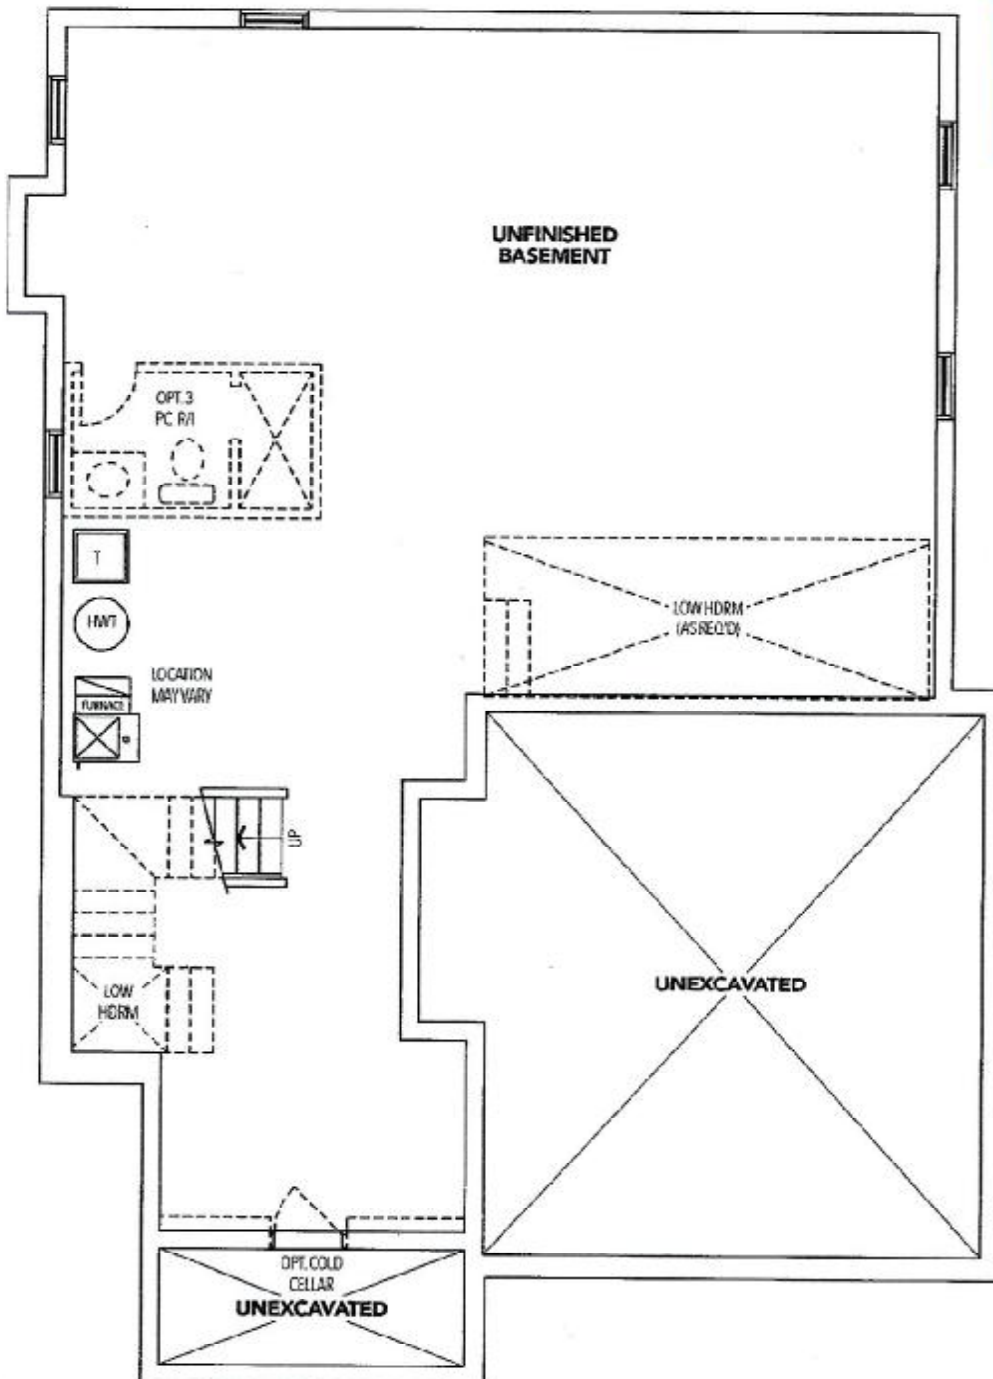 UNFINISHED
BASEMENT
OPT. 3
PC R/I
T
HWT
LOCATION
MAY VARY
FURNACE
LOW HDRM
(AS REQ'D)
UP
LOW
HDRM
UNEXCAVATED
OPT. COLD
CELLAR
UNEXCAVATED